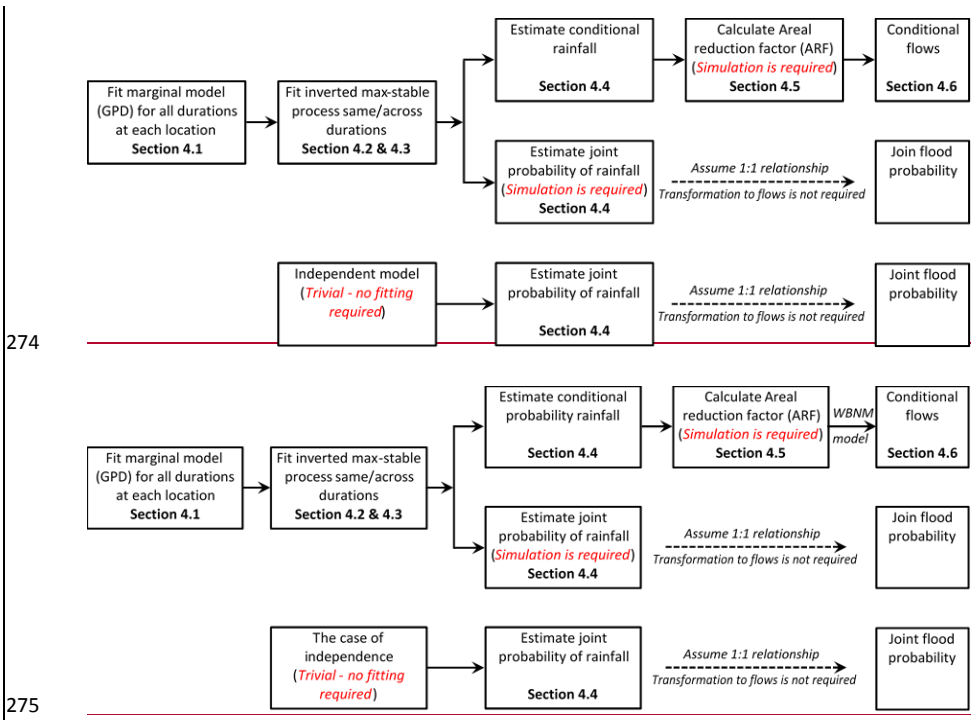 Estimate conditional
rainfall
Section 4.4
Calculate Areal
reduction factor (ARF)
(Simulation is required)
Section 4.5
Conditional
flows
Section 4.6
Fit marginal model
(GPD) for all durations
at each location
Section 4.1
Fit inverted max-stable
process same/across
durations
Section 4.2 & 4.3
Estimate joint
probability of rainfall
(Simulation is required)
Section 4.4
Assume 1:1 relationship
Transformation to flows is not required
Join flood
probability
Independent model
(Trivial - no fitting
required)
Estimate joint
probability of rainfall
Section 4.4
Assume 1:1 relationship
Transformation to flows is not required
Joint flood
probability
274
Estimate conditional
probability rainfall
Section 4.4
Calculate Areal
reduction factor (ARF)
(Simulation is required)
Section 4.5
WBNM
model
Conditional
flows
Section 4.6
Fit marginal model
(GPD) for all durations
at each location
Section 4.1
Fit inverted max-stable
process same/across
durations
Section 4.2 & 4.3
Estimate joint
probability of rainfall
(Simulation is required)
Section 4.4
Assume 1:1 relationship
Transformation to flows is not required
Join flood
probability
The case of
independence
(Trivial - no fitting
required)
Estimate joint
probability of rainfall
Section 4.4
Assume 1:1 relationship
Transformation to flows is not required
Joint flood
probability
275